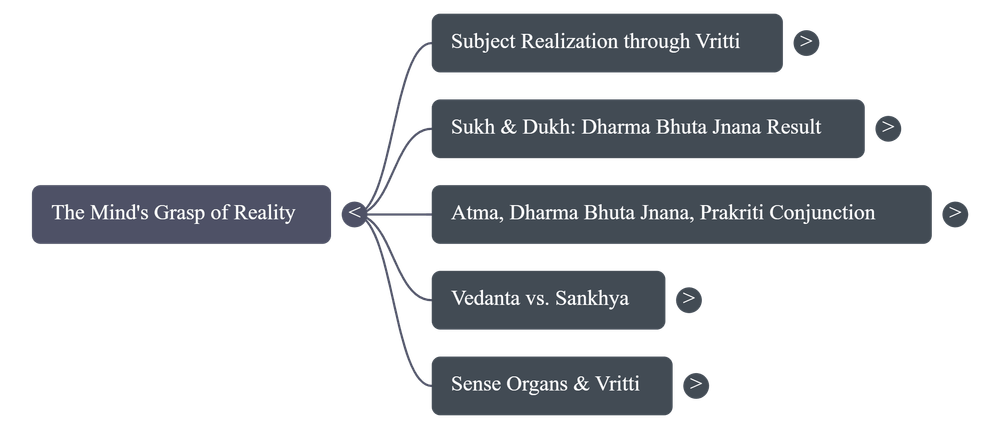 Subject Realization through Vritti >
Sukh & Dukh: Dharma Bhuta Jnana Result >
The Mind's Grasp of Reality <
Atma, Dharma Bhuta Jnana, Prakriti Conjunction >
Vedanta vs. Sankhya >
Sense Organs & Vritti >